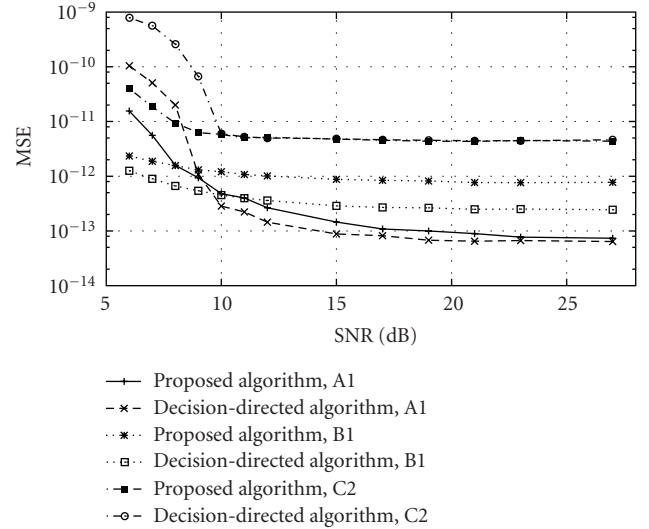 10⁻⁹
10⁻¹⁰
10⁻¹¹
10⁻¹²
10⁻¹³
10⁻¹⁴
MSE
5 10 15 20 25
SNR (dB)
Proposed algorithm, A1
Decision-directed algorithm, A1
Proposed algorithm, B1
Decision-directed algorithm, B1
Proposed algorithm, C2
Decision-directed algorithm, C2